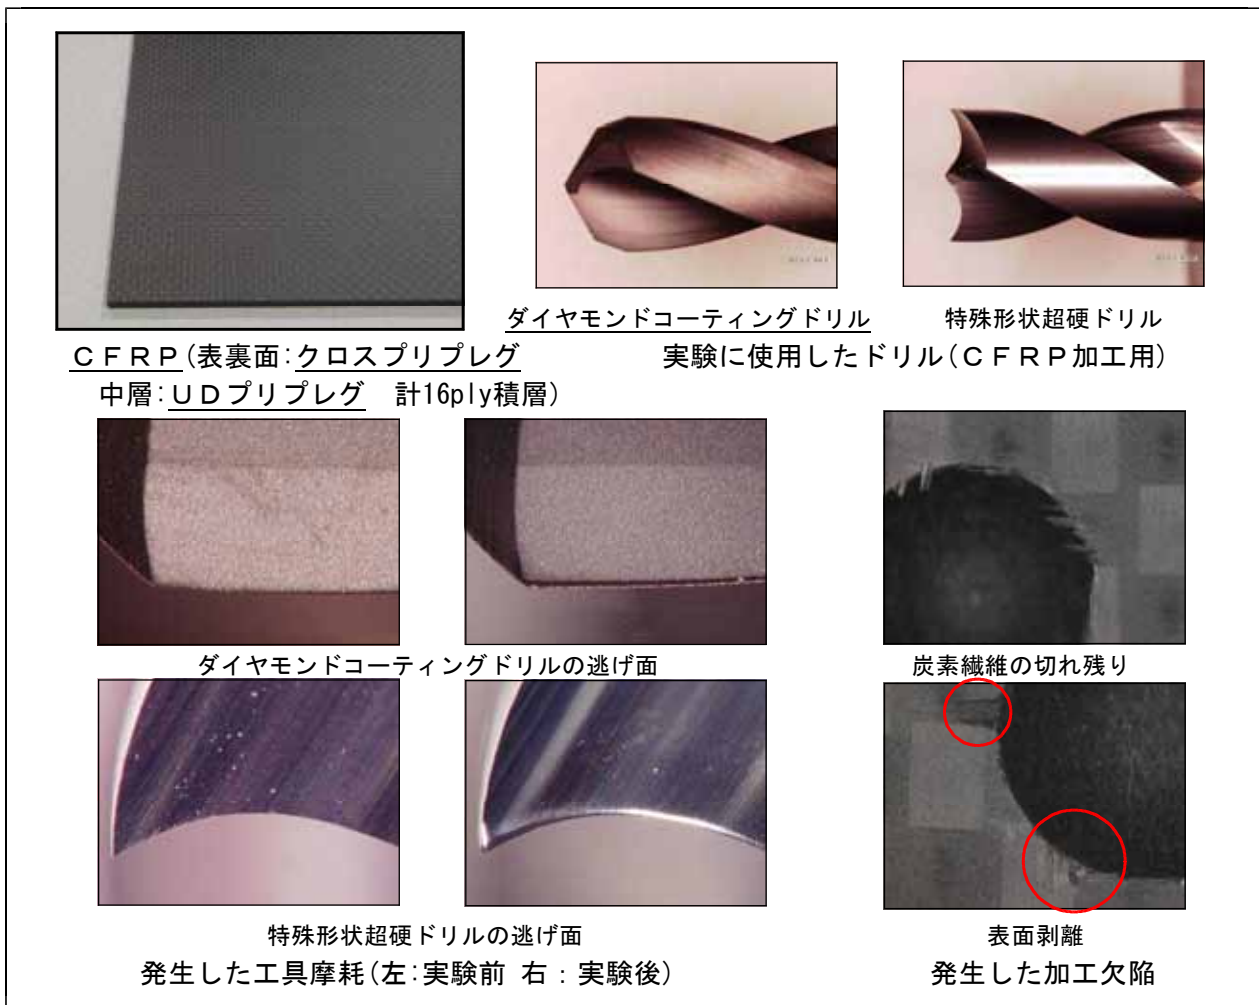 ダイヤモンドコーティングドリル
特殊形状超硬ドリル
CFRP(表裏面:クロスプリプレグ
中層:UDプリプレグ 計16ply積層)
実験に使用したドリル(CFRP加工用)
ダイヤモンドコーティングドリルの逃げ面
炭素繊維の切れ残り
特殊形状超硬ドリルの逃げ面
表面剥離
発生した工具摩耗(左:実験前 右:実験後)
発生した加工欠陥